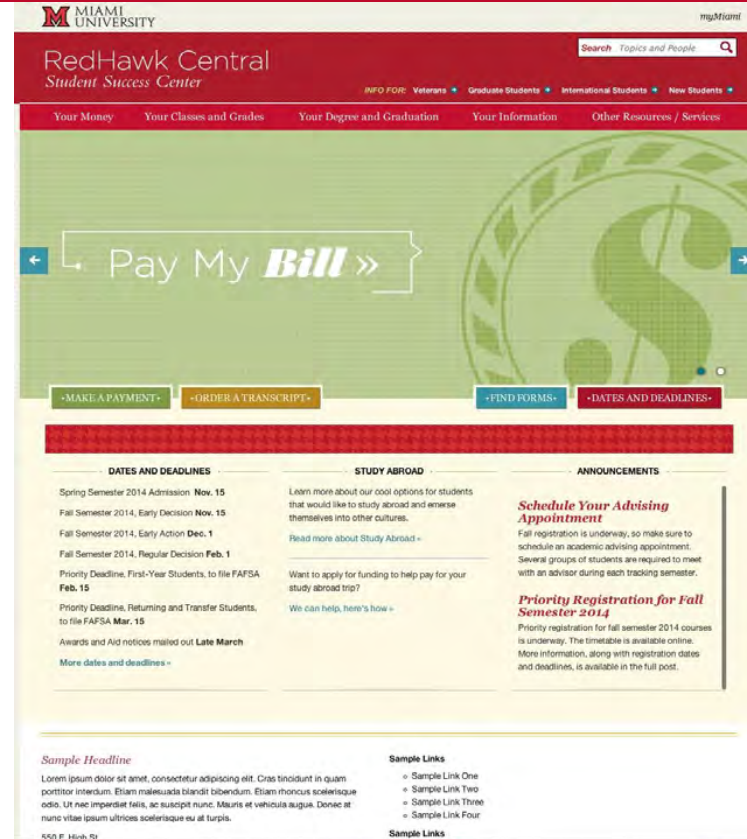 MIAMI
UNIVERSITY
myMiami
RedHawk Central
Student Success Center
Search Topics and People
INFO FOR: Veterans Graduate Students International Students New Students
Your Money Your Classes and Grades Your Degree and Graduation Your Information Other Resources / Services
Pay My Bill »
•MAKE A PAYMENT• •ORDER A TRANSCRIPT• •FIND FORMS• •DATES AND DEADLINES•
DATES AND DEADLINES
Spring Semester 2014 Admission Nov. 15
Fall Semester 2014, Early Decision Nov. 15
Fall Semester 2014, Early Action Dec. 1
Fall Semester 2014, Regular Decision Feb. 1
Priority Deadline, First-Year Students, to file FAFSA
Feb. 15
Priority Deadline, Returning and Transfer Students,
to file FAFSA Mar. 15
Awards and Aid notices mailed out Late March
More dates and deadlines »
STUDY ABROAD
Learn more about our cool options for students
that would like to study abroad and emerse
themselves into other cultures.
Read more about Study Abroad »
Want to apply for funding to help pay for your
study abroad trip?
We can help, here's how »
ANNOUNCEMENTS
Schedule Your Advising
Appointment
Fall registration is underway, so make sure to
schedule an academic advising appointment.
Several groups of students are required to meet
with an advisor during each tracking semester.
Priority Registration for Fall
Semester 2014
Priority registration for fall semester 2014 courses
is underway. The timetable is available online.
More information, along with registration dates
and deadlines, is available in the full post.
Sample Headline
Lorem ipsum dolor sit amet, consectetur adipiscing elit. Cras tincidunt in quam
porttitor interdum. Etiam malesuada blandit bibendum. Etiam rhoncus scelerisque
odio. Ut nec imperdiet felis, ac suscipit nunc. Mauris et vehicula augue. Donec at
nunc vitae ipsum ultrices scelerisque eu at turpis.
550 E. High St.
Sample Links
Sample Link One
Sample Link Two
Sample Link Three
Sample Link Four
Sample Links